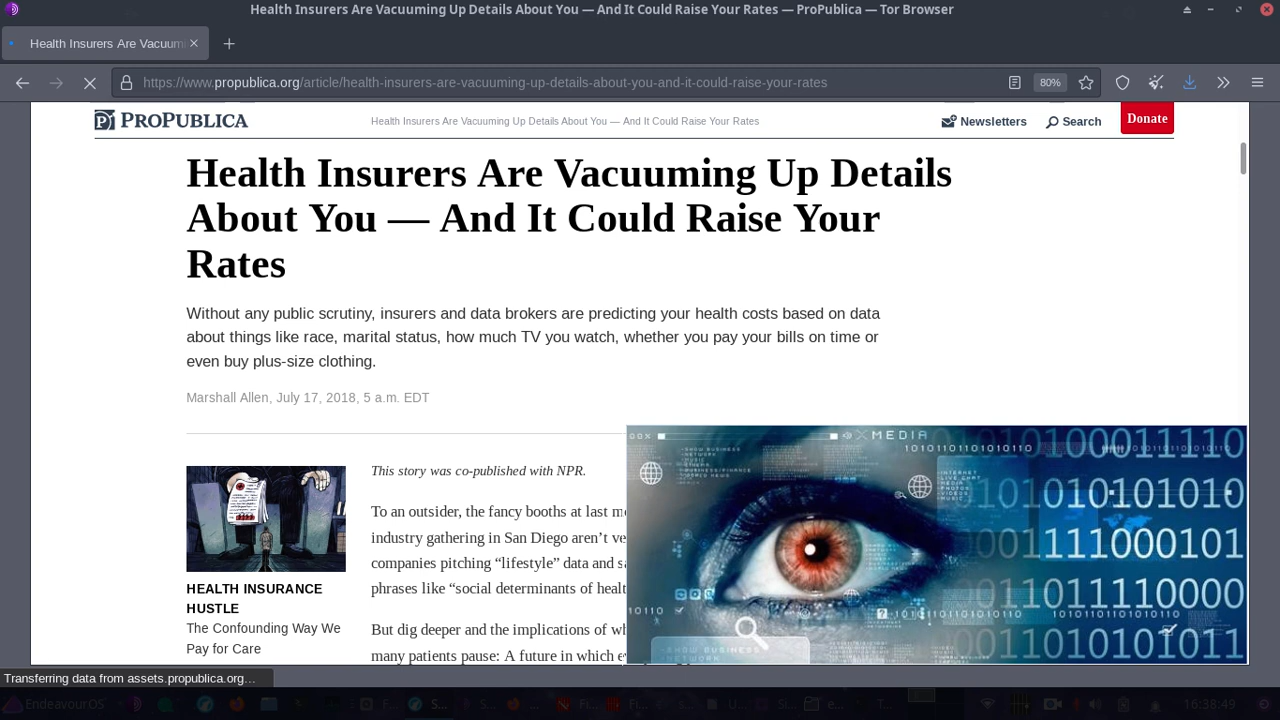 Health Insurers Are Vacuuming Up Details About You — And It Could Raise Your Rates — ProPublica — Tor Browser
Health Insurers Are Vacuumi
https://www.propublica.org/article/health-insurers-are-vacuuming-up-details-about-you-and-it-could-raise-your-rates
80%
PROPUBLICA
Health Insurers Are Vacuuming Up Details About You — And It Could Raise Your Rates
Newsletters
Search
Donate
Health Insurers Are Vacuuming Up Details
About You — And It Could Raise Your
Rates
Without any public scrutiny, insurers and data brokers are predicting your health costs based on data
about things like race, marital status, how much TV you watch, whether you pay your bills on time or
even buy plus-size clothing.
Marshall Allen, July 17, 2018, 5 a.m. EDT
This story was co-published with NPR.
To an outsider, the fancy booths at last
industry gathering in San Diego aren’t
companies pitching “lifestyle” data and
phrases like “social determinants of
But dig deeper and the implications of
many patients pause: A future in which
HEALTH INSURANCE
HUSTLE
The Confounding Way We
Pay for Care
MEDIA
-SHOW BUSINESS
-NETWORK
Transferring data from assets.propublica.org…
EndeavourOS
16:38:49